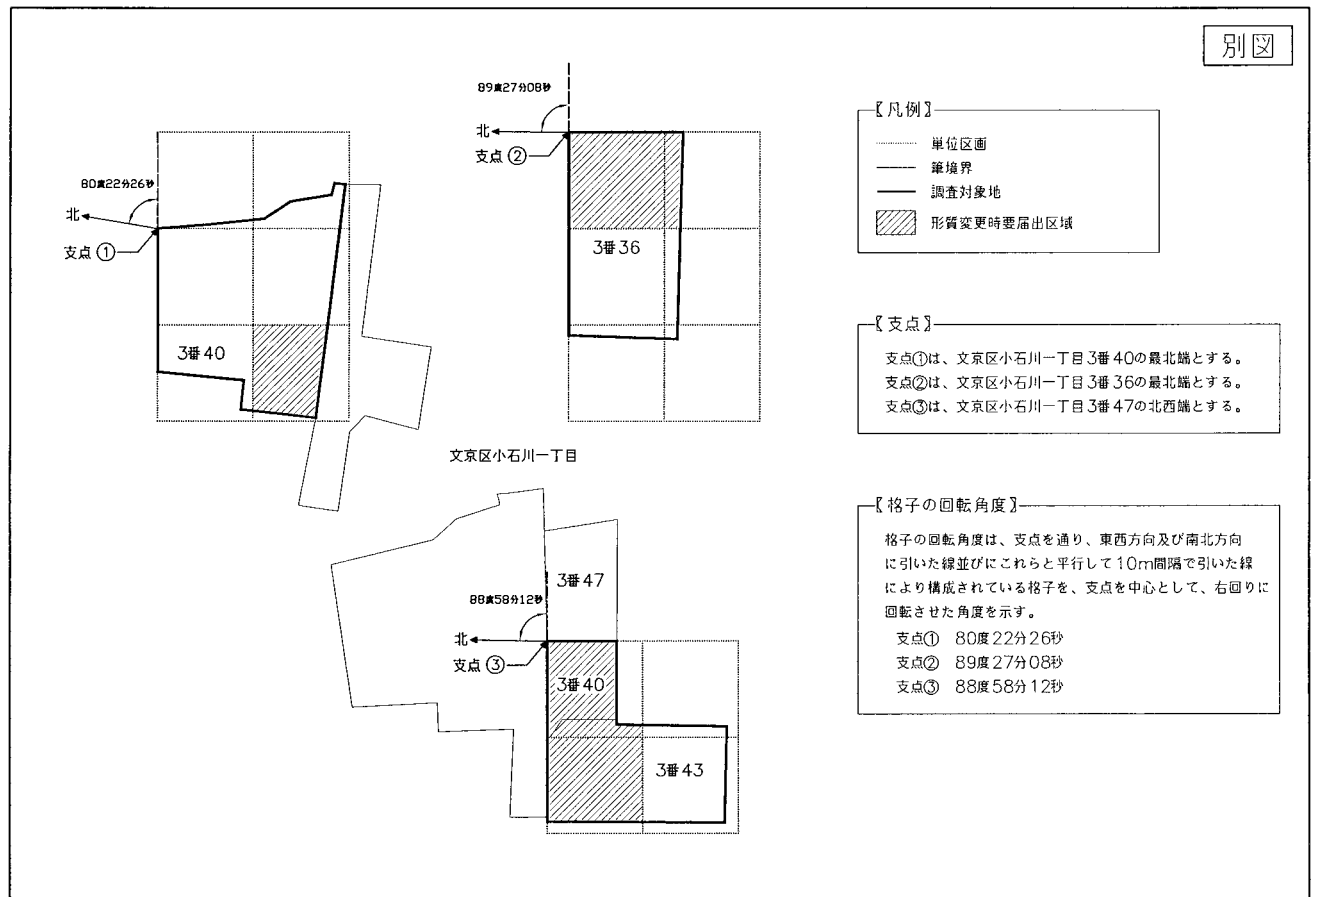 別図
89度27分08秒
北
支点②
80度22分26秒
北
支点①
3番36
3番40
【凡例】
単位区画
筆境界
調査対象地
形質変更時要届出区域
【支点】
支点①は、文京区小石川一丁目3番40の最北端とする。
支点②は、文京区小石川一丁目3番36の最北端とする。
支点③は、文京区小石川一丁目3番47の北西端とする。
文京区小石川一丁目
3番47
88度58分12秒
北
支点③
3番40
3番43
【格子の回転角度】
格子の回転角度は、支点を通り、東西方向及び南北方向
に引いた線並びにこれらと平行して10m間隔で引いた線
により構成されている格子を、支点を中心として、右回りに
回転させた角度を示す。
支点① 80度22分26秒
支点② 89度27分08秒
支点③ 88度58分12秒